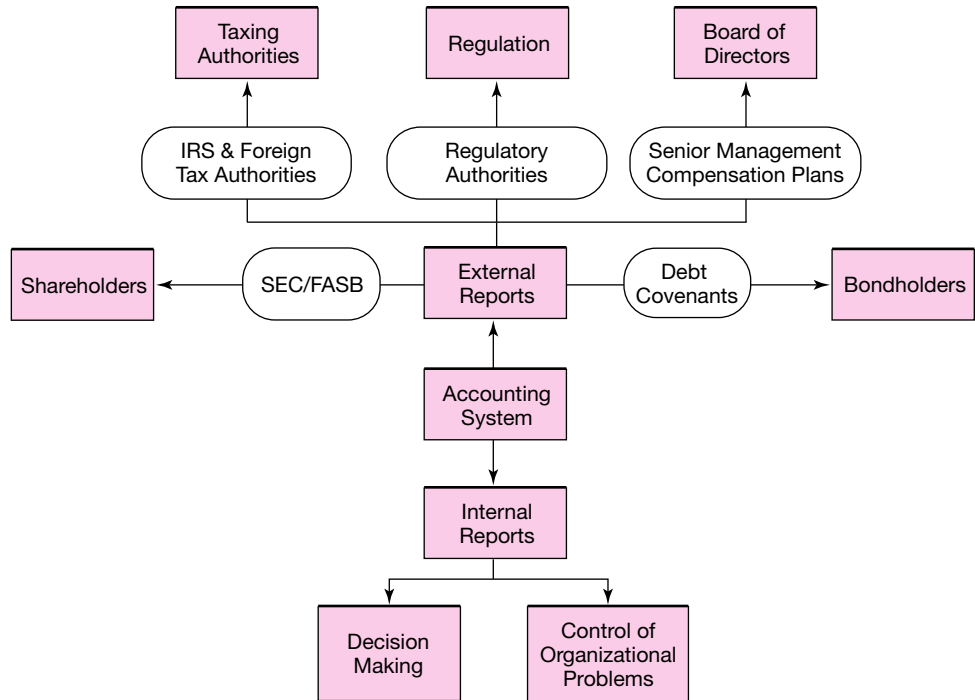 Taxing
Authorities
Regulation
Board of
Directors
IRS & Foreign
Tax Authorities
Regulatory
Authorities
Senior Management
Compensation Plans
Shareholders
SEC/FASB
External
Reports
Debt
Covenants
Bondholders
Accounting
System
Internal
Reports
Decision
Making
Control of
Organizational
Problems